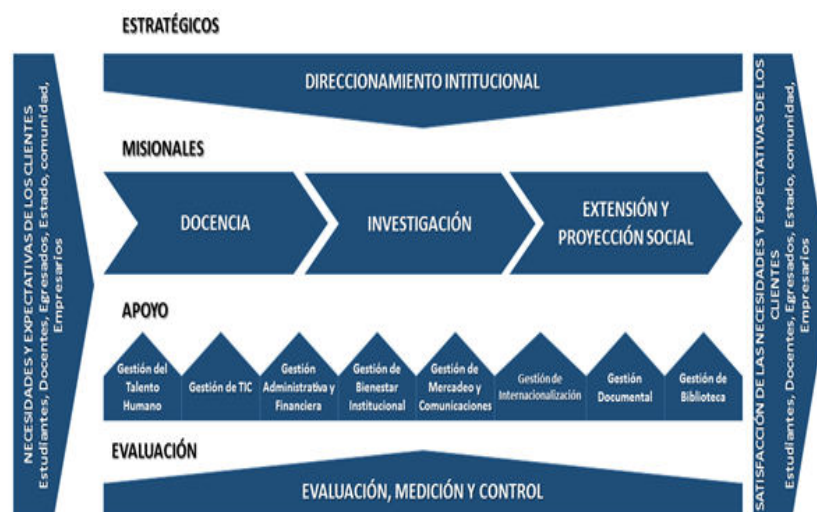 NECESIDADES Y EXPECTATIVAS DE LOS CLIENTES
Estudiantes, Docentes, Egresados, Estado, comunidad,
Empresarios
ESTRATÉGICOS
DIRECCIONAMIENTO INTITUCIONAL
MISIONALES
DOCENCIA
INVESTIGACIÓN
EXTENSIÓN Y
PROYECCIÓN SOCIAL
APOYO
Gestión del
Talento
Humano
Gestión de TIC
Gestión
Administrativa y
Financiera
Gestión de
Bienestar
Institucional
Gestión de
Mercadeo y
Comunicaciones
Gestión de
Internacionalización
Gestión
Documental
Gestión de
Biblioteca
EVALUACIÓN
EVALUACIÓN, MEDICIÓN Y CONTROL
SATISFACCIÓN DE LAS NECESIDADES Y EXPECTATIVAS DE LOS
CLIENTES
Estudiantes, Docentes, Egresados, Estado, comunidad,
Empresarios